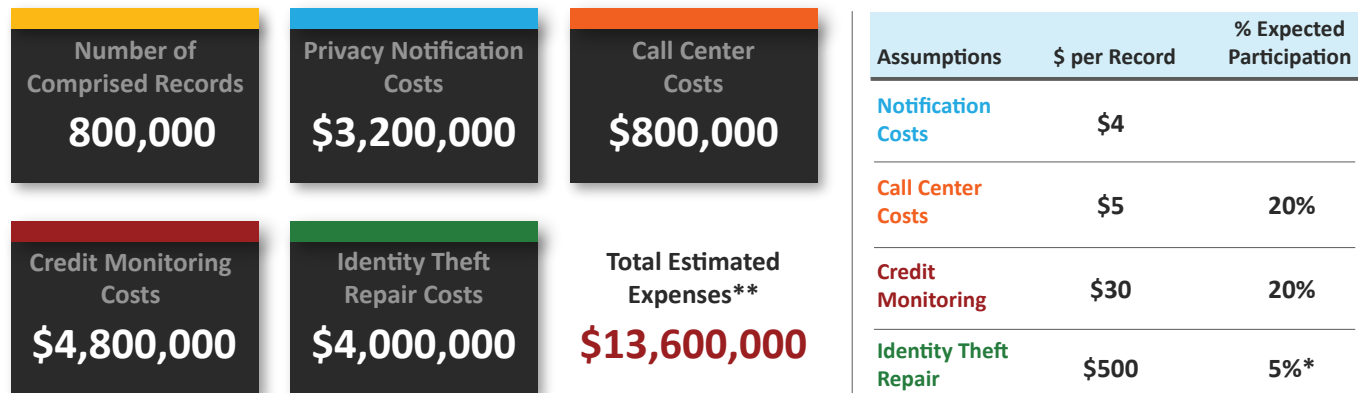 Number of
Comprised Records
800,000
Privacy Notification
Costs
$3,200,000
Call Center
Costs
$800,000
Credit Monitoring
Costs
$4,800,000
Identity Theft
Repair Costs
$4,000,000
Total Estimated
Expenses**
$13,600,000
Assumptions $ per Record % Expected Participation
Notification
Costs
$4
Call Center
Costs
$5 20%
Credit
Monitoring
$30 20%
Identity Theft
Repair
$500 5%*